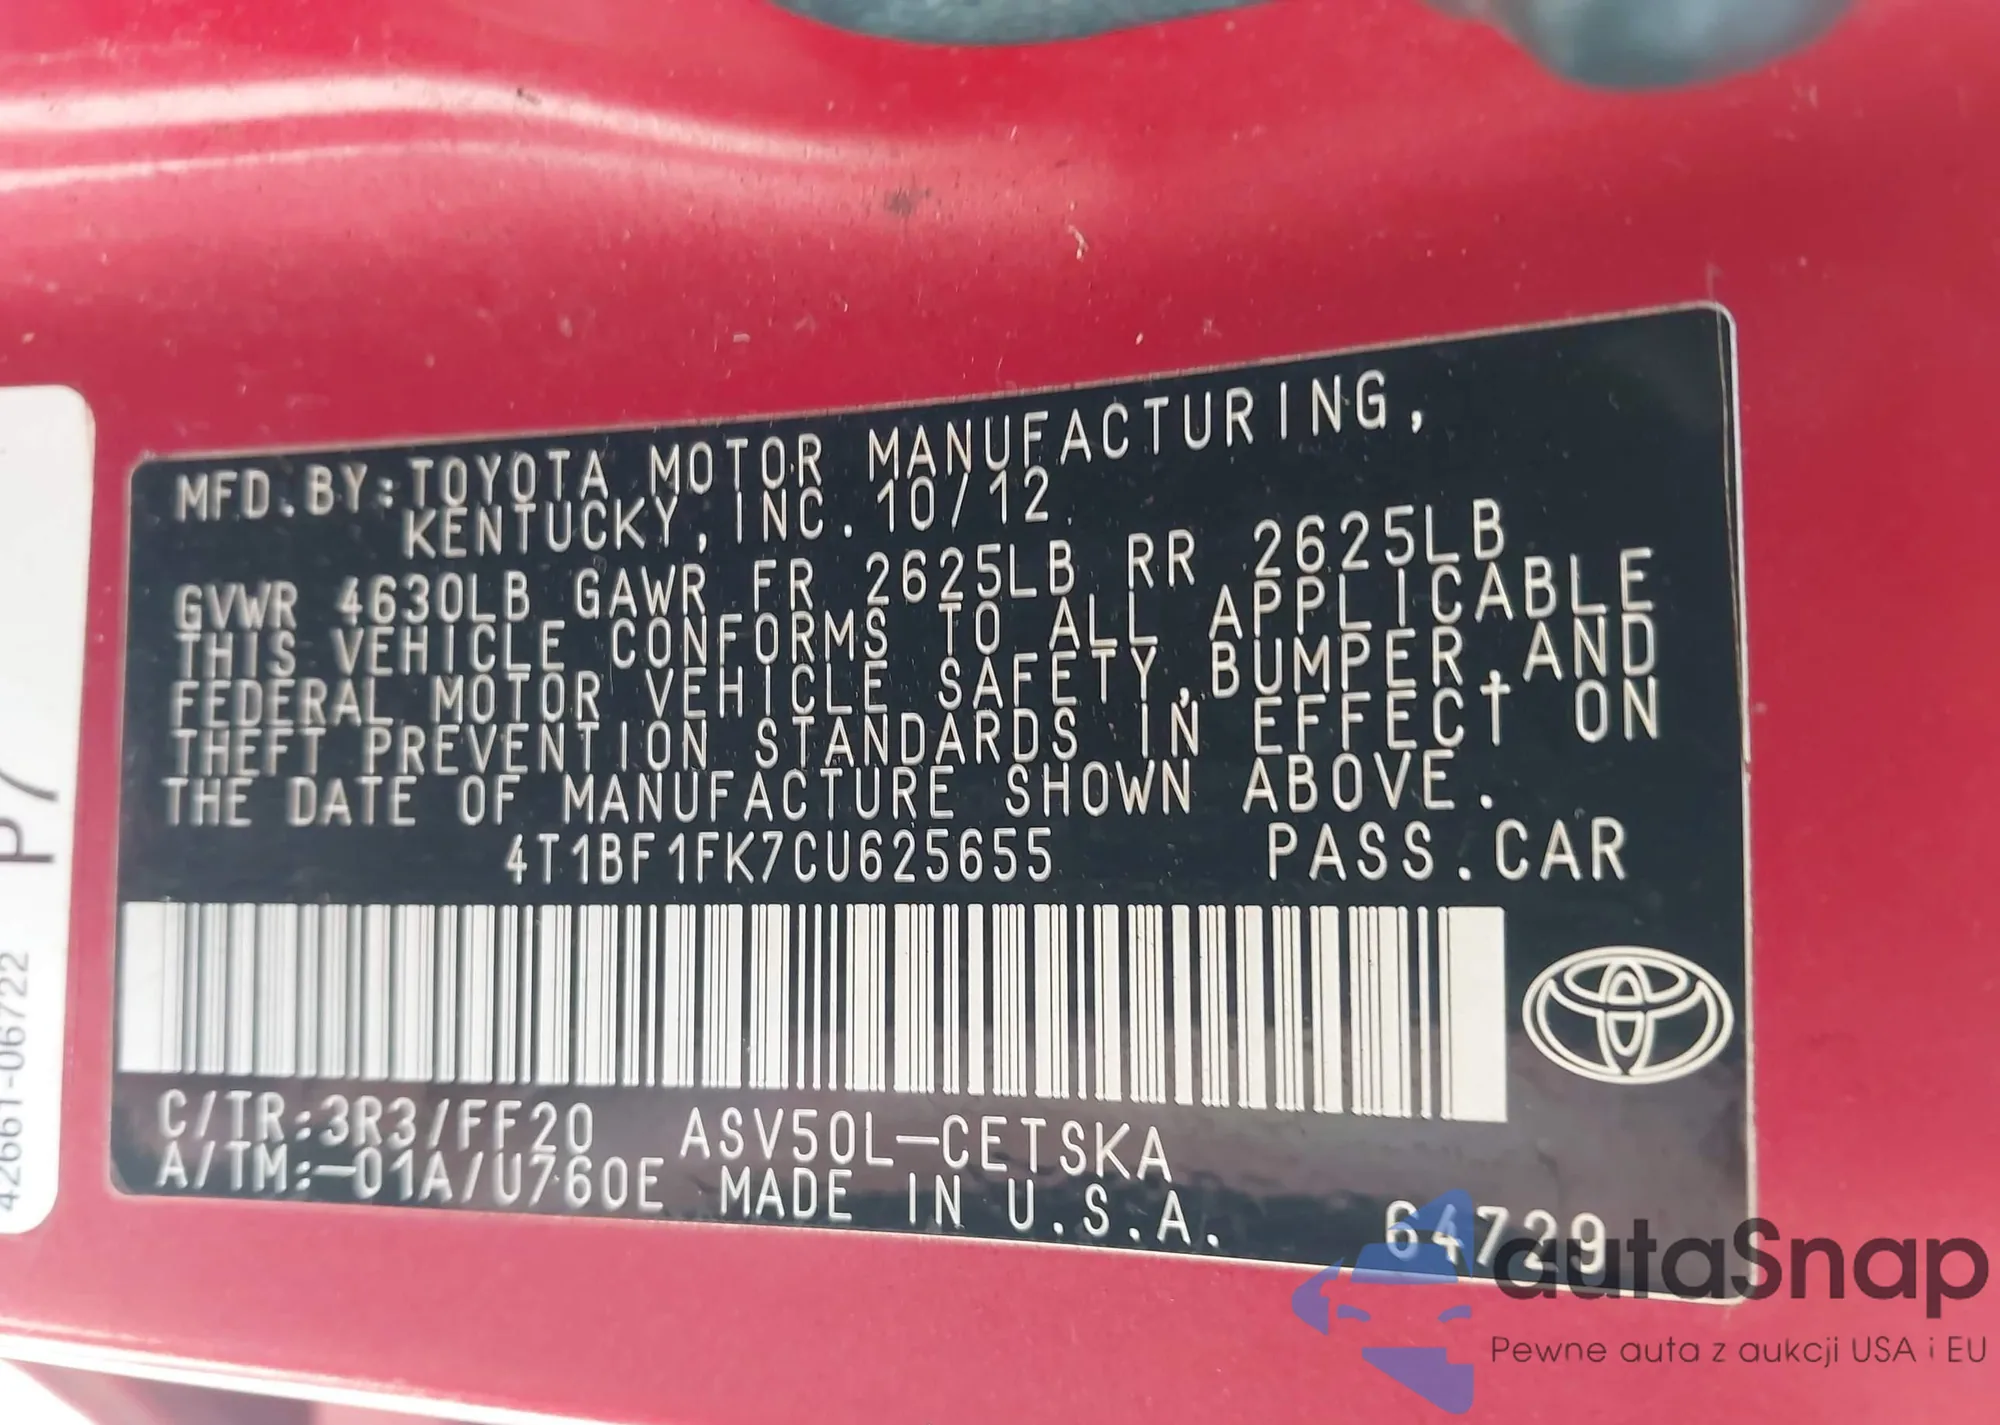 MFD.BY:TOYOTA MOTOR MANUFACTURING,
KENTUCKY, INC. 10/12
GVWR 4630LB GAWR FR 2625LB RR 2625LB
THIS VEHICLE CONFORMS TO ALL APPLICABLE
FEDERAL MOTOR VEHICLE SAFETY,BUMPER,AND
THEFT PREVENTION STANDARDS IN EFFECT ON
THE DATE OF MANUFACTURE SHOWN ABOVE.
4T1BF1FK7CU625655 PASS.CAR
C/TR:3R3/FF20 ASV50L-CETSKA
A/TM:-01A/U760E MADE IN U.S.A. 64729
P7
42661-06722
autaSnap
Pewne auta z aukcji USA i EU